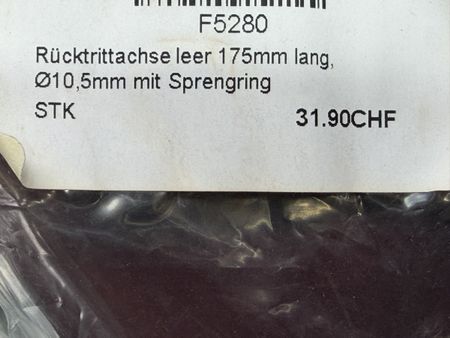 F5280
Rücktrittachse leer 175mm lang,
Ø10,5mm mit Sprengring
STK 31.90CHF